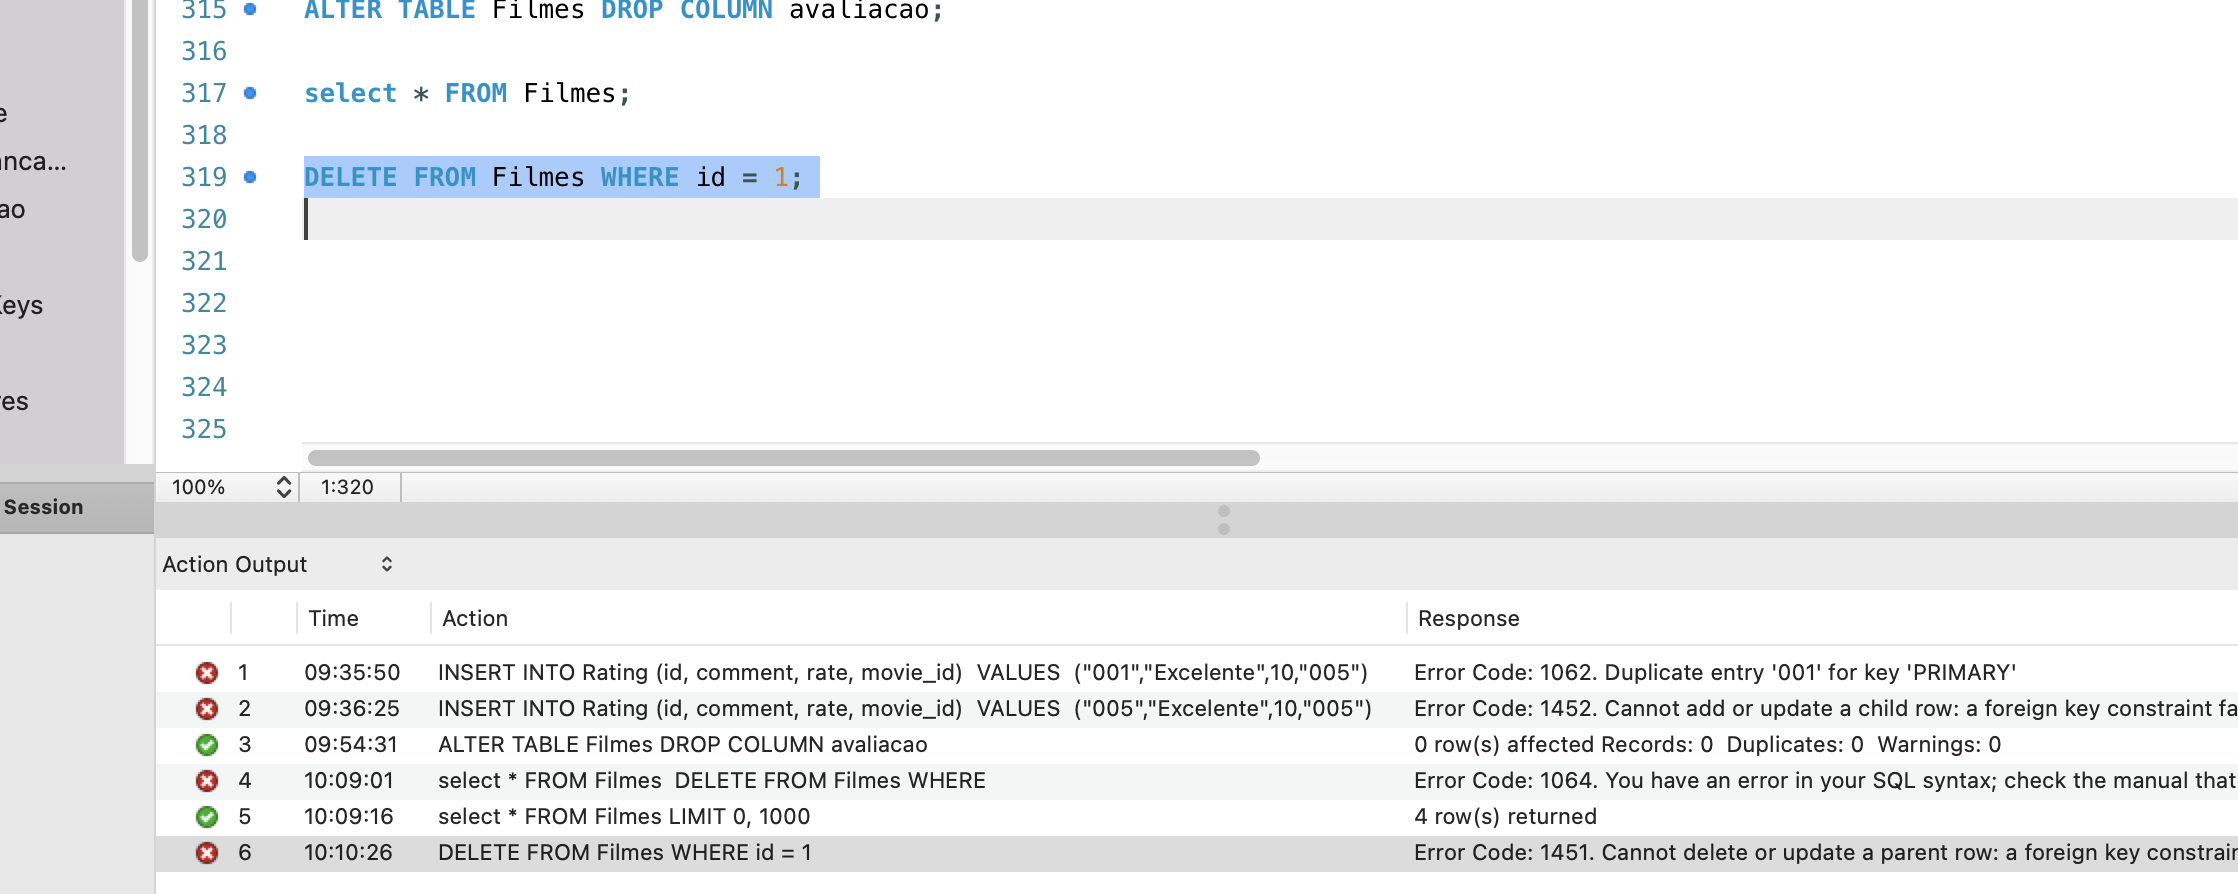 315 ALTER TABLE Filmes DROP COLUMN avaliacao;
316
317 select * FROM Filmes;
318
319 DELETE FROM Filmes WHERE id = 1;
320
321
322
323
324
325
e
anca...
ao
Keys
res
100% 1:320
Session
Action Output
Time Action Response
1 09:35:50 INSERT INTO Rating (id, comment, rate, movie_id) VALUES ("001","Excelente",10,"005") Error Code: 1062. Duplicate entry '001' for key 'PRIMARY'
2 09:36:25 INSERT INTO Rating (id, comment, rate, movie_id) VALUES ("005","Excelente",10,"005") Error Code: 1452. Cannot add or update a child row: a foreign key constraint fa
3 09:54:31 ALTER TABLE Filmes DROP COLUMN avaliacao 0 row(s) affected Records: 0 Duplicates: 0 Warnings: 0
4 10:09:01 select * FROM Filmes DELETE FROM Filmes WHERE Error Code: 1064. You have an error in your SQL syntax; check the manual that
5 10:09:16 select * FROM Filmes LIMIT 0, 1000 4 row(s) returned
6 10:10:26 DELETE FROM Filmes WHERE id = 1 Error Code: 1451. Cannot delete or update a parent row: a foreign key constrain